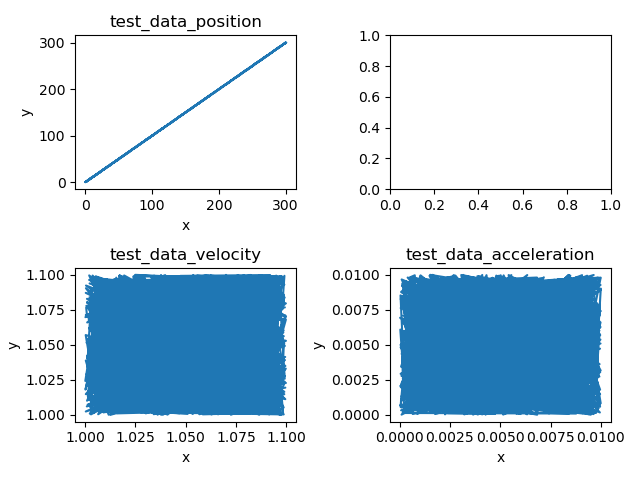 test_data_position
300
200
100
0
y
0 100 200 300
x
1.0
0.8
0.6
0.4
0.2
0.0
0.0 0.2 0.4 0.6 0.8 1.0
test_data_velocity
1.100
1.075
1.050
1.025
1.000
y
1.000 1.025 1.050 1.075 1.100
x
test_data_acceleration
0.0100
0.0075
0.0050
0.0025
0.0000
y
0.0000 0.0025 0.0050 0.0075 0.0100
x